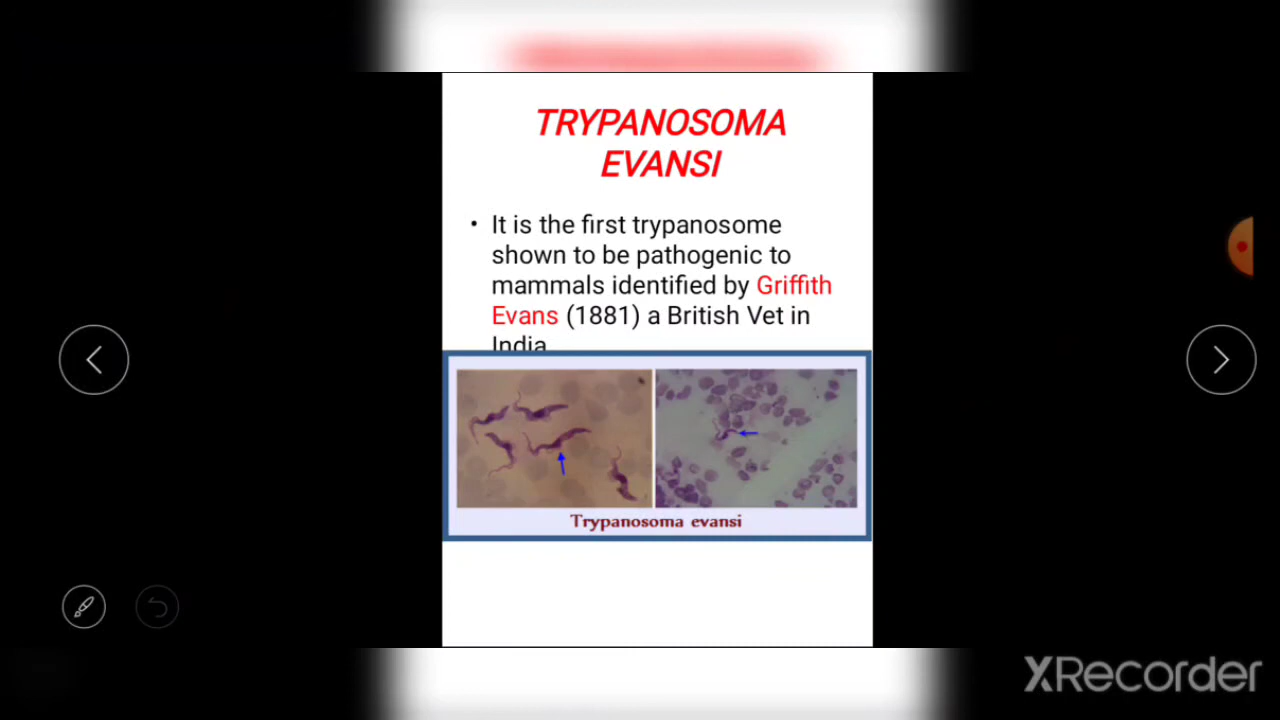 TRYPANOSOMA
EVANSI
• It is the first trypanosome
shown to be pathogenic to
mammals identified by Griffith
Evans (1881) a British Vet in
India
Trypanosoma evansi
XRecorder